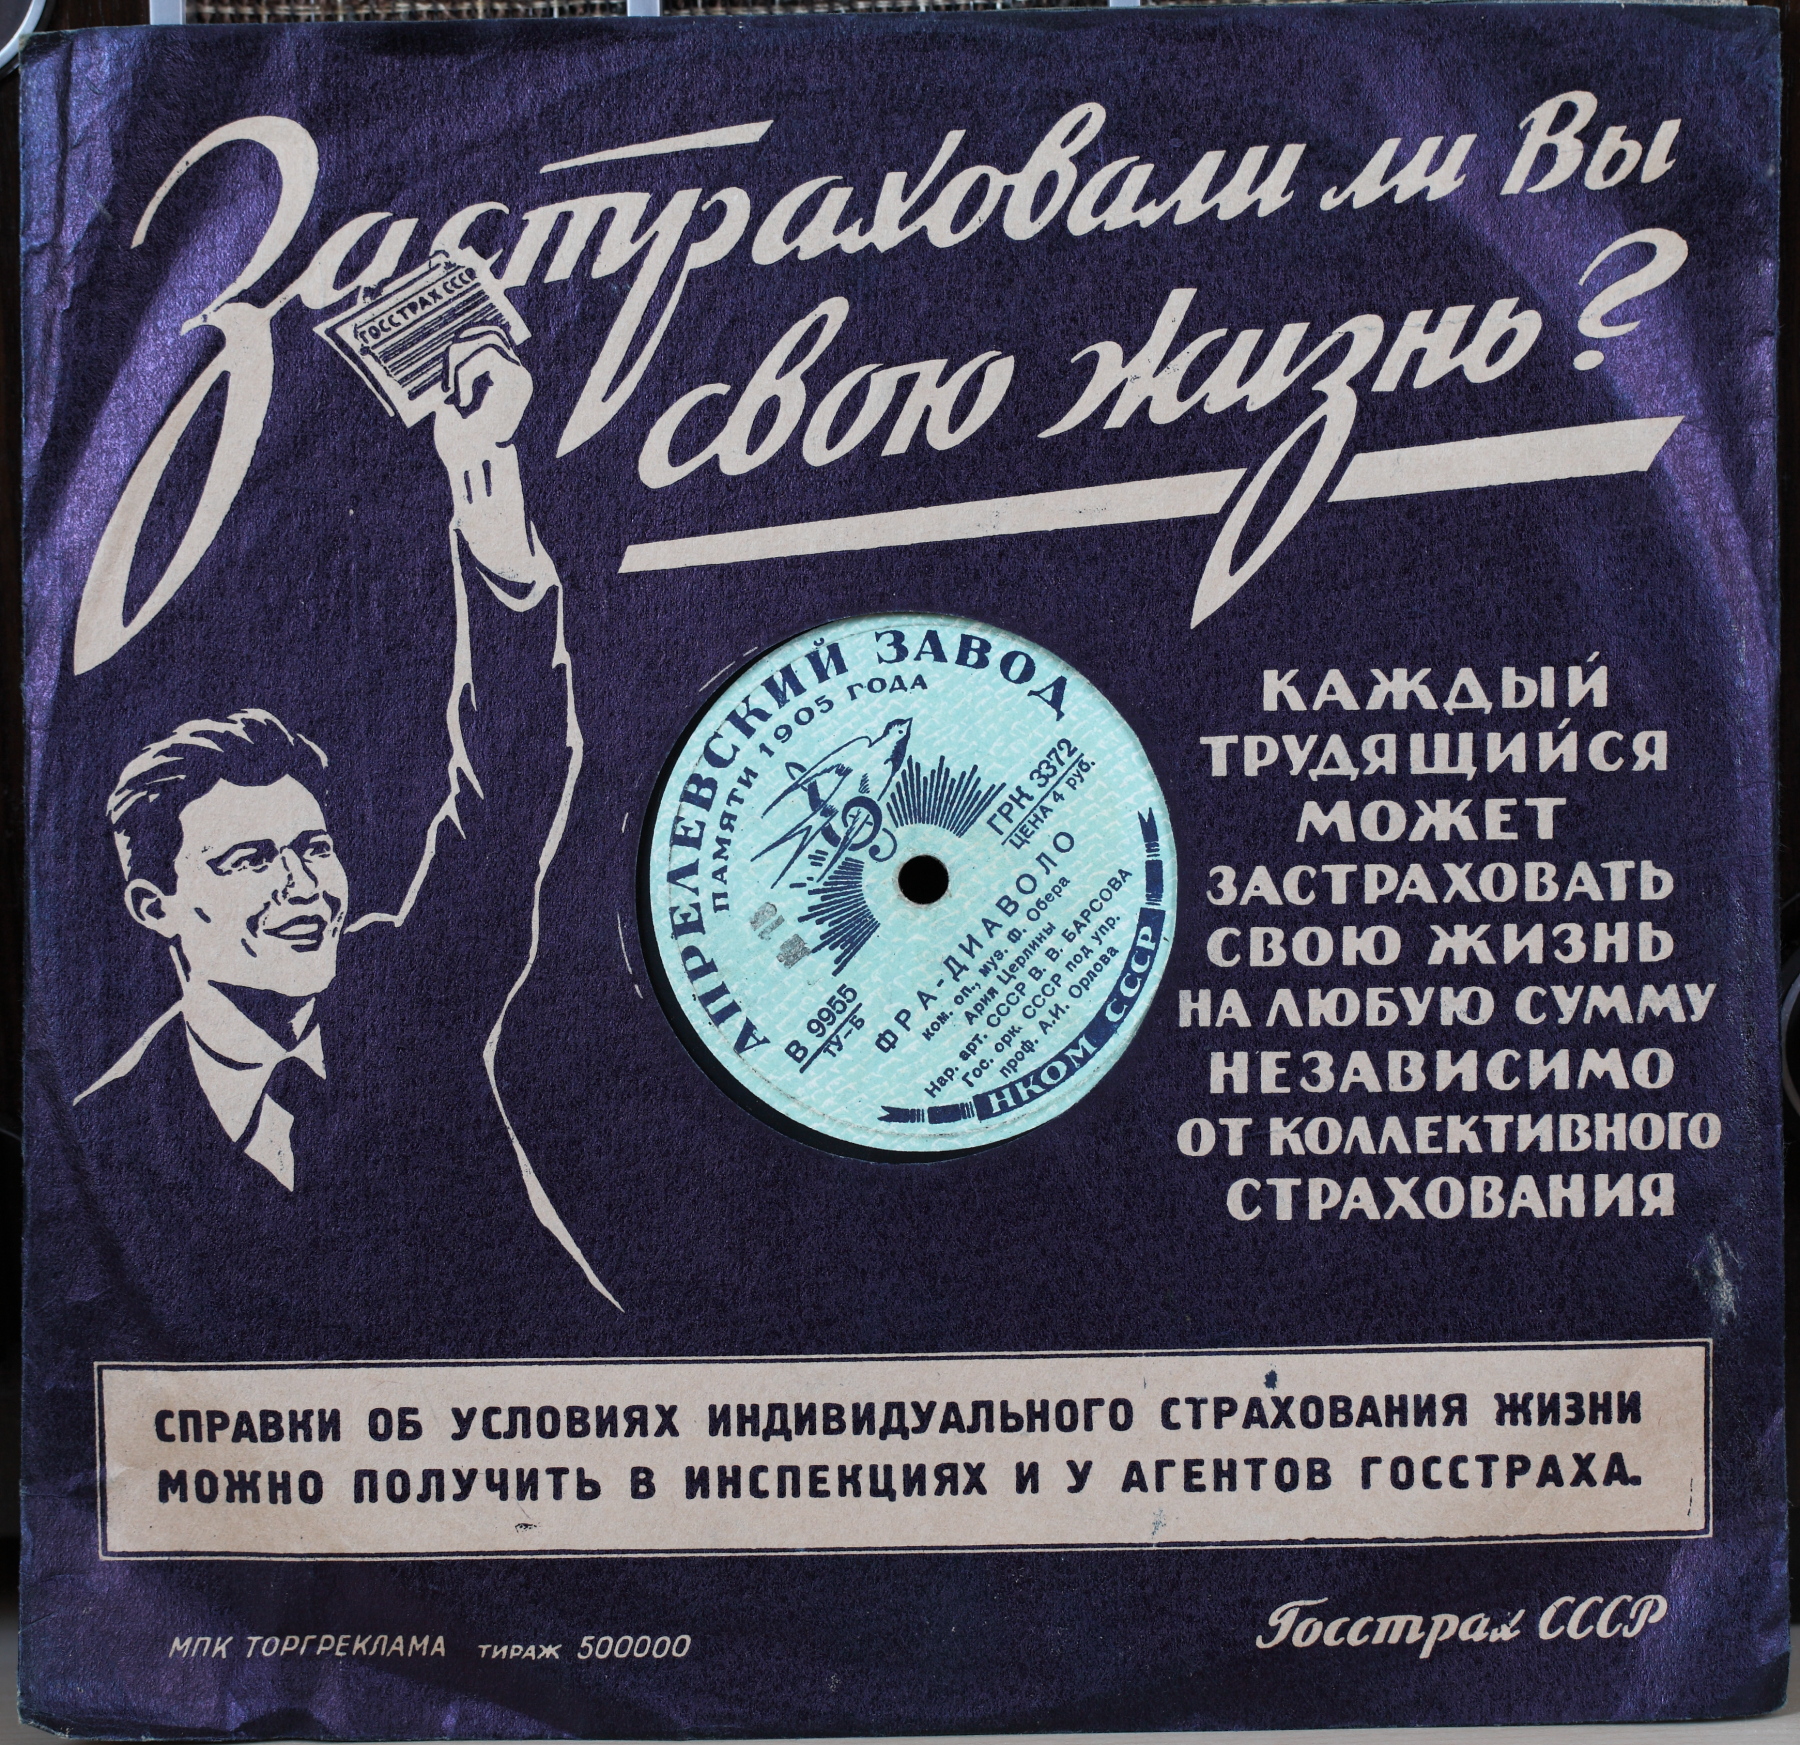 Застраховали ли Вы
свою жизнь?
ГОССТРАХ СССР
АПРЕЛЕВСКИЙ ЗАВОД
ПАМЯТИ 1905 ГОДА
ГРК 3372
ЦЕНА 4 руб.
В 9955
ТУ-Б
ФРА-ДИАВОЛО
ком. оп., муз. Ф. Обера
Ария Церлины
Нар. арт. СССР В. В. БАРСОВА
Гос. орк. СССР под упр.
проф. А.И. Орлова
НКОМ СССР
КАЖДЫЙ
ТРУДЯЩИЙСЯ
МОЖЕТ
ЗАСТРАХОВАТЬ
СВОЮ ЖИЗНЬ
НА ЛЮБУЮ СУММУ
НЕЗАВИСИМО
ОТ КОЛЛЕКТИВНОГО
СТРАХОВАНИЯ
СПРАВКИ ОБ УСЛОВИЯХ ИНДИВИДУАЛЬНОГО СТРАХОВАНИЯ ЖИЗНИ
МОЖНО ПОЛУЧИТЬ В ИНСПЕКЦИЯХ И У АГЕНТОВ ГОССТРАХА.
Госстрах СССР
МПК ТОРГРЕКЛАМА ТИРАЖ 500000